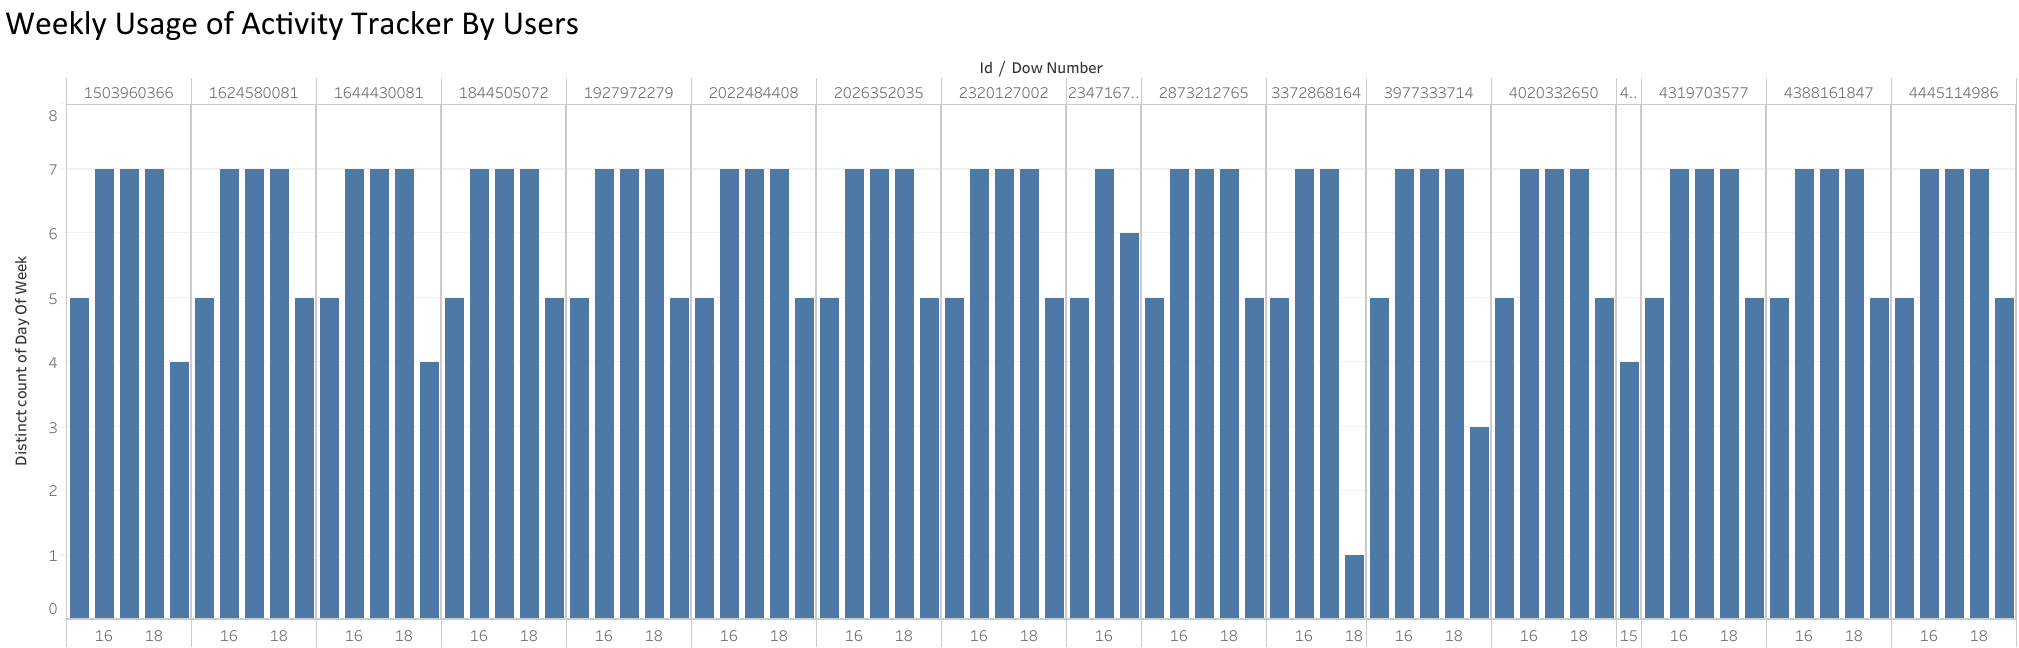 Weekly Usage of Activity Tracker By Users
Id / Dow Number
1503960366 1624580081 1644430081 1844505072 1927972279 2022484408 2026352035 2320127002 2347167.. 2873212765 3372868164 3977333714 4020332650 4.. 4319703577 4388161847 4445114986
Distinct count of Day Of Week
8
7
6
5
4
3
2
1
0
16 18 16 18 16 18 16 18 16 18 16 18 16 18 16 18 16 16 18 16 18 16 18 16 18 15 16 18 16 18 16 18